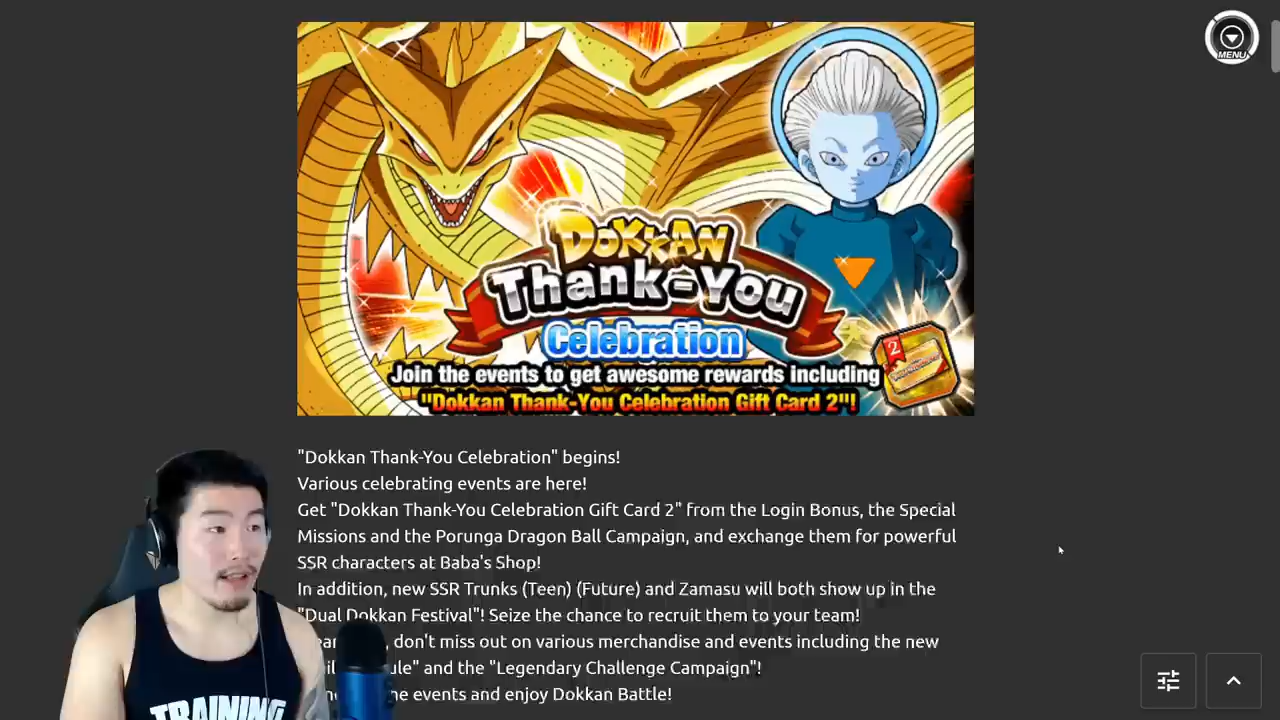 MENU
DOKKAN
Thank-You
Celebration
2
Join the events to get awesome rewards including
"Dokkan Thank-You Celebration Gift Card 2"!
"Dokkan Thank-You Celebration" begins!
Various celebrating events are here!
Get "Dokkan Thank-You Celebration Gift Card 2" from the Login Bonus, the Special
Missions and the Porunga Dragon Ball Campaign, and exchange them for powerful
SSR characters at Baba's Shop!
In addition, new SSR Trunks (Teen) (Future) and Zamasu will both show up in the
"Dual Dokkan Festival"! Seize the chance to recruit them to your team!
don't miss out on various merchandise and events including the new
and the "Legendary Challenge Campaign"!
events and enjoy Dokkan Battle!
TRAINING